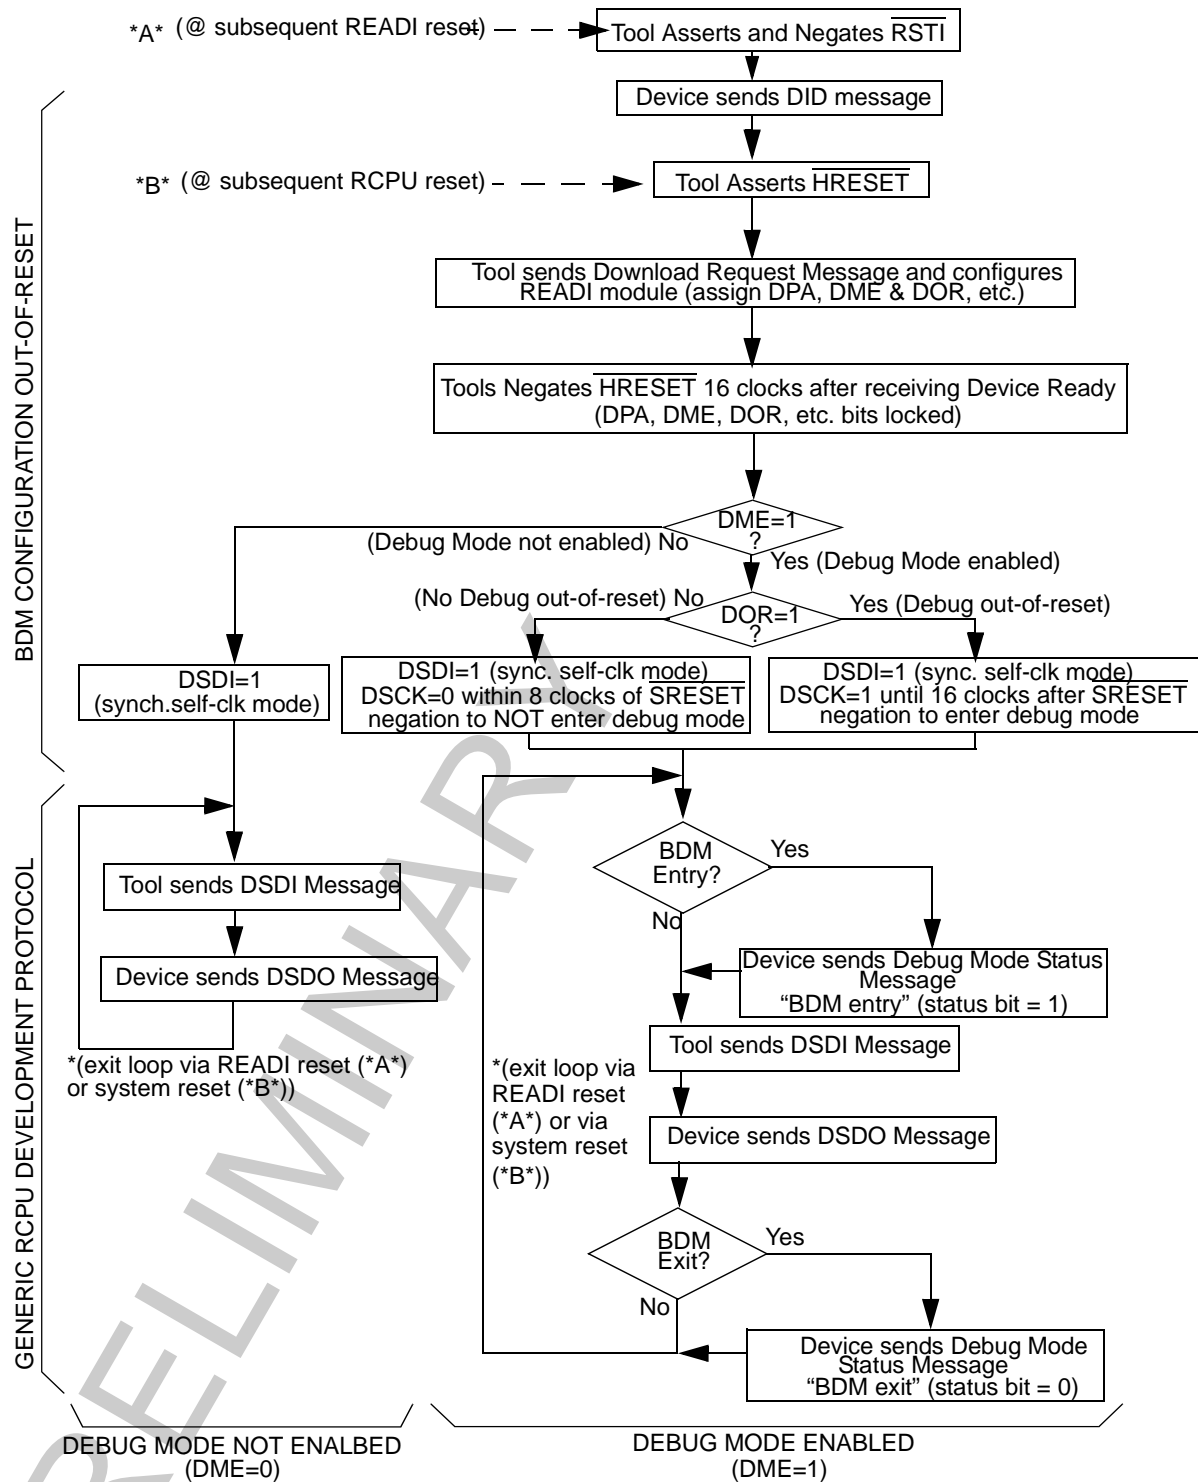 *A* (@ subsequent READI reset)
Tool Asserts and Negates RSTI
Device sends DID message
*B* (@ subsequent RCPU reset)
Tool Asserts HRESET
Tool sends Download Request Message and configures
READI module (assign DPA, DME & DOR, etc.)
Tools Negates HRESET 16 clocks after receiving Device Ready
(DPA, DME, DOR, etc. bits locked)
DME=1
?
(Debug Mode not enabled) No
Yes (Debug Mode enabled)
(No Debug out-of-reset) No
DOR=1
?
Yes (Debug out-of-reset)
DSDI=1
(synch.self-clk mode)
DSDI=1 (sync. self-clk mode)
DSCK=0 within 8 clocks of SRESET
negation to NOT enter debug mode
DSDI=1 (sync. self-clk mode)
DSCK=1 until 16 clocks after SRESET
negation to enter debug mode
BDM CONFIGURATION OUT-OF-RESET
BDM
Entry?
Yes
No
Tool sends DSDI Message
Device sends DSDO Message
*(exit loop via READI reset (*A*)
or system reset (*B*))
Device sends Debug Mode Status
Message
“BDM entry” (status bit = 1)
Tool sends DSDI Message
*(exit loop via
READI reset
(*A*) or via
system reset
(*B*))
Device sends DSDO Message
BDM
Exit?
Yes
No
Device sends Debug Mode
Status Message
“BDM exit” (status bit = 0)
GENERIC RCPU DEVELOPMENT PROTOCOL
DEBUG MODE NOT ENALBED
(DME=0)
DEBUG MODE ENABLED
(DME=1)
RELIMINARY